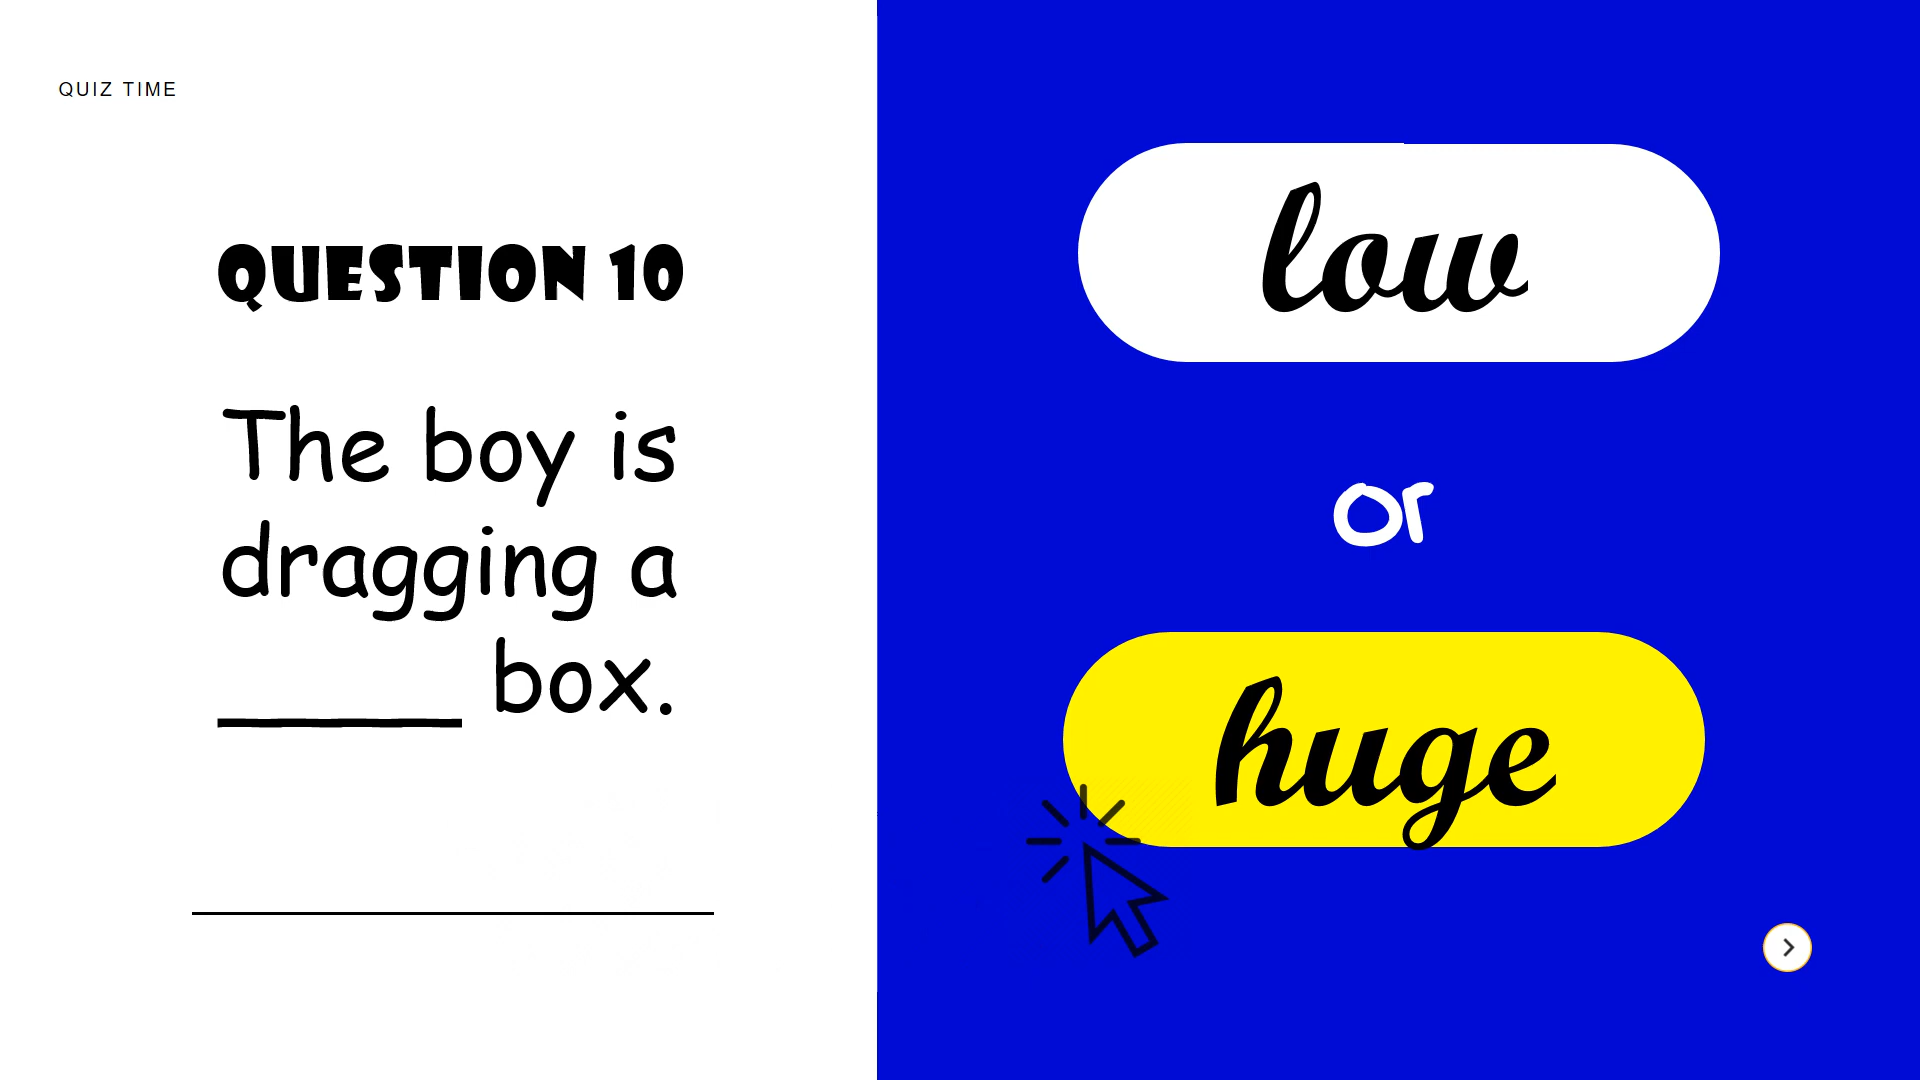 QUIZ TIME
QUESTION 10
The boy is
dragging a
_____ box.
low
or
huge